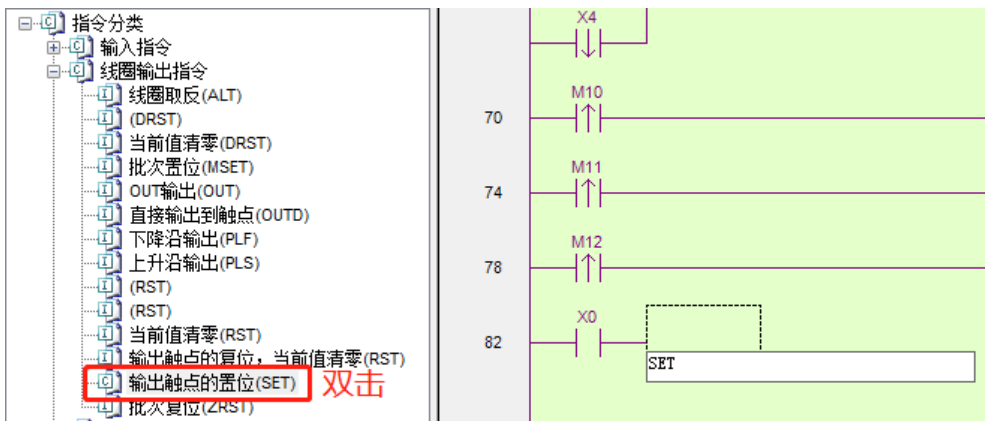 指令分类
输入指令
线圈输出指令
线圈取反(ALT)
(DRST)
当前值清零(DRST)
批次置位(MSET)
OUT输出(OUT)
直接输出到触点(OUTD)
下降沿输出(PLF)
上升沿输出(PLS)
(RST)
(RST)
当前值清零(RST)
输出触点的复位，当前值清零(RST)
输出触点的置位(SET)
双击
批次复位(ZRST)
X4
M10
70
M11
74
M12
78
X0
82
SET